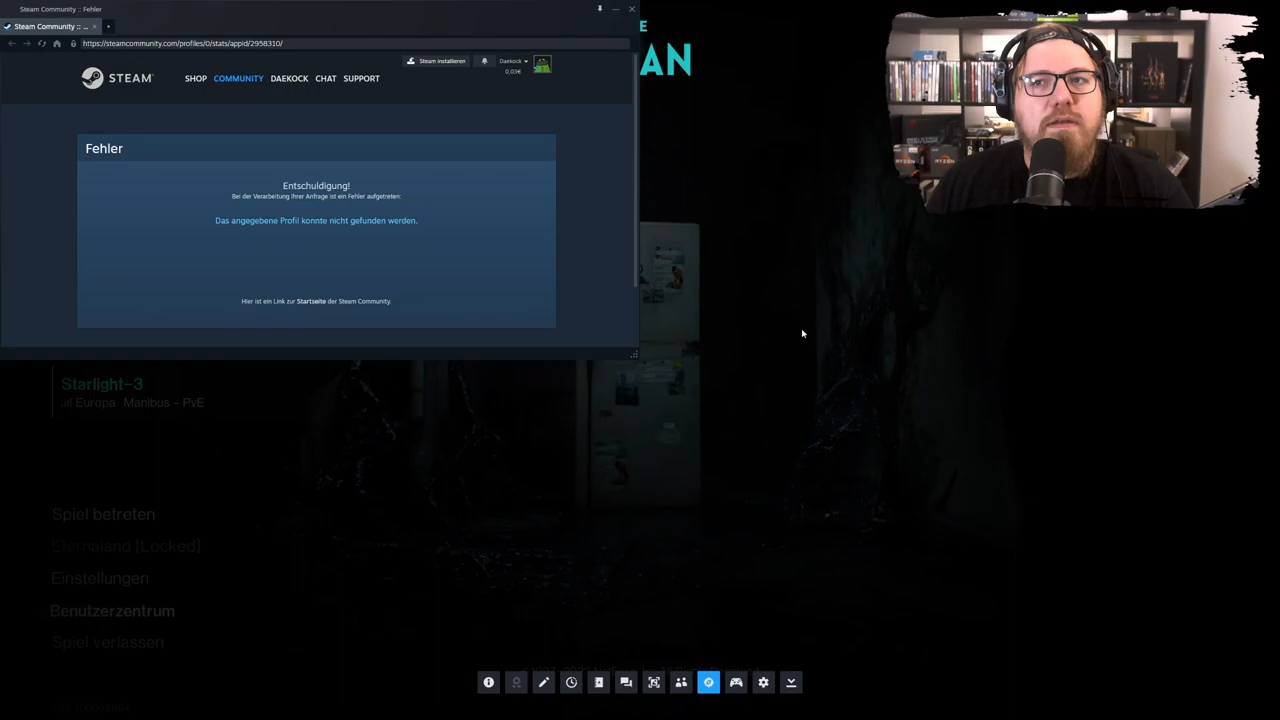 Steam Community :: Fehler
Steam Community :: ...
https://steamcommunity.com/profiles/0/stats/appid/2958310/
Steam installieren
Daekock
0,03€
STEAM
SHOP COMMUNITY DAEKOCK CHAT SUPPORT
Fehler
Entschuldigung!
Bei der Verarbeitung Ihrer Anfrage ist ein Fehler aufgetreten:
Das angegebene Profil konnte nicht gefunden werden.
Hier ist ein Link zur Startseite der Steam Community.
E
AN
RYZEN
RYZEN
Starlight-3
Europa Manibus - PvE
Spiel betreten
Eternaland [Locked]
Einstellungen
Benutzerzentrum
Spiel verlassen